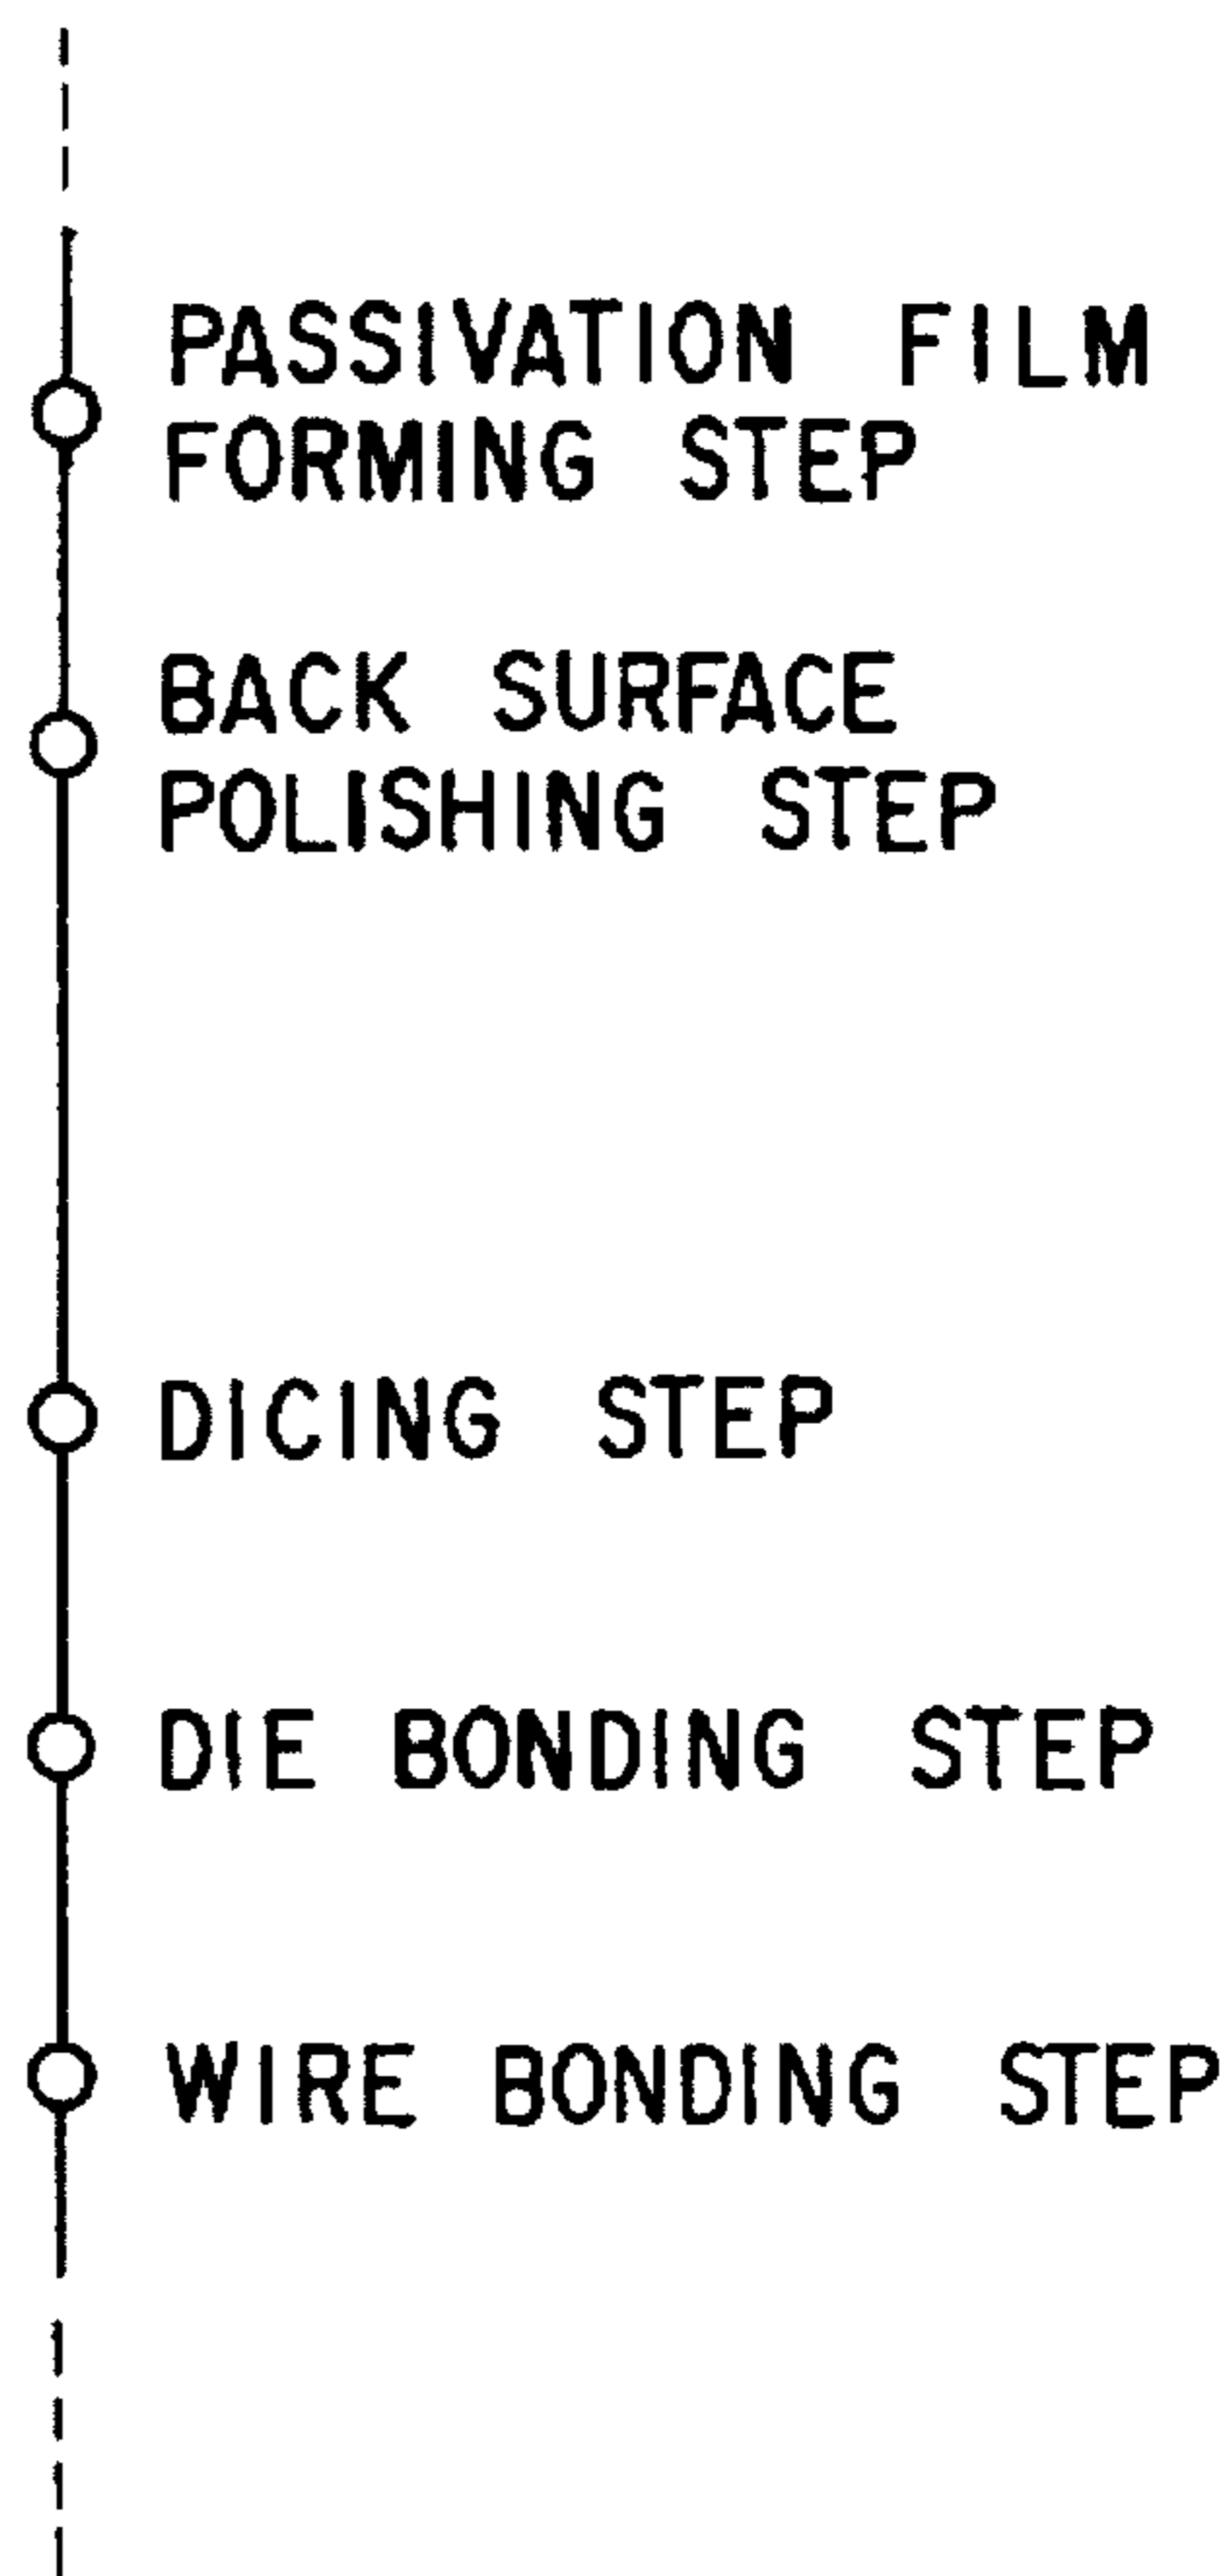 PASSIVATION FILM
FORMING STEP
BACK SURFACE
POLISHING STEP
DICING STEP
DIE BONDING STEP
WIRE BONDING STEP